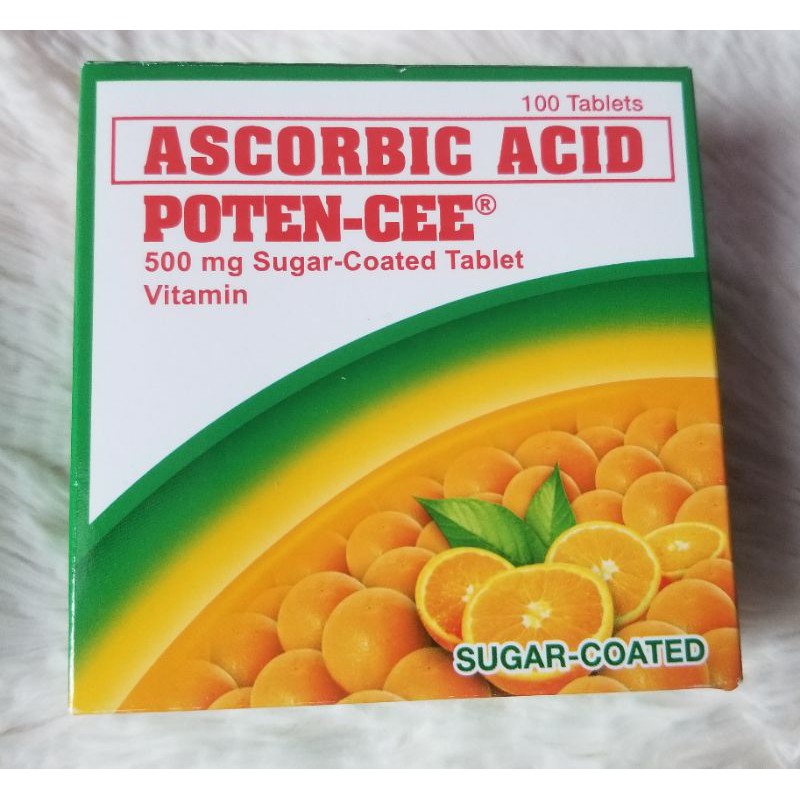 100 Tablets
ASCORBIC ACID
POTEN-CEE®
500 mg Sugar-Coated Tablet
Vitamin
SUGAR-COATED